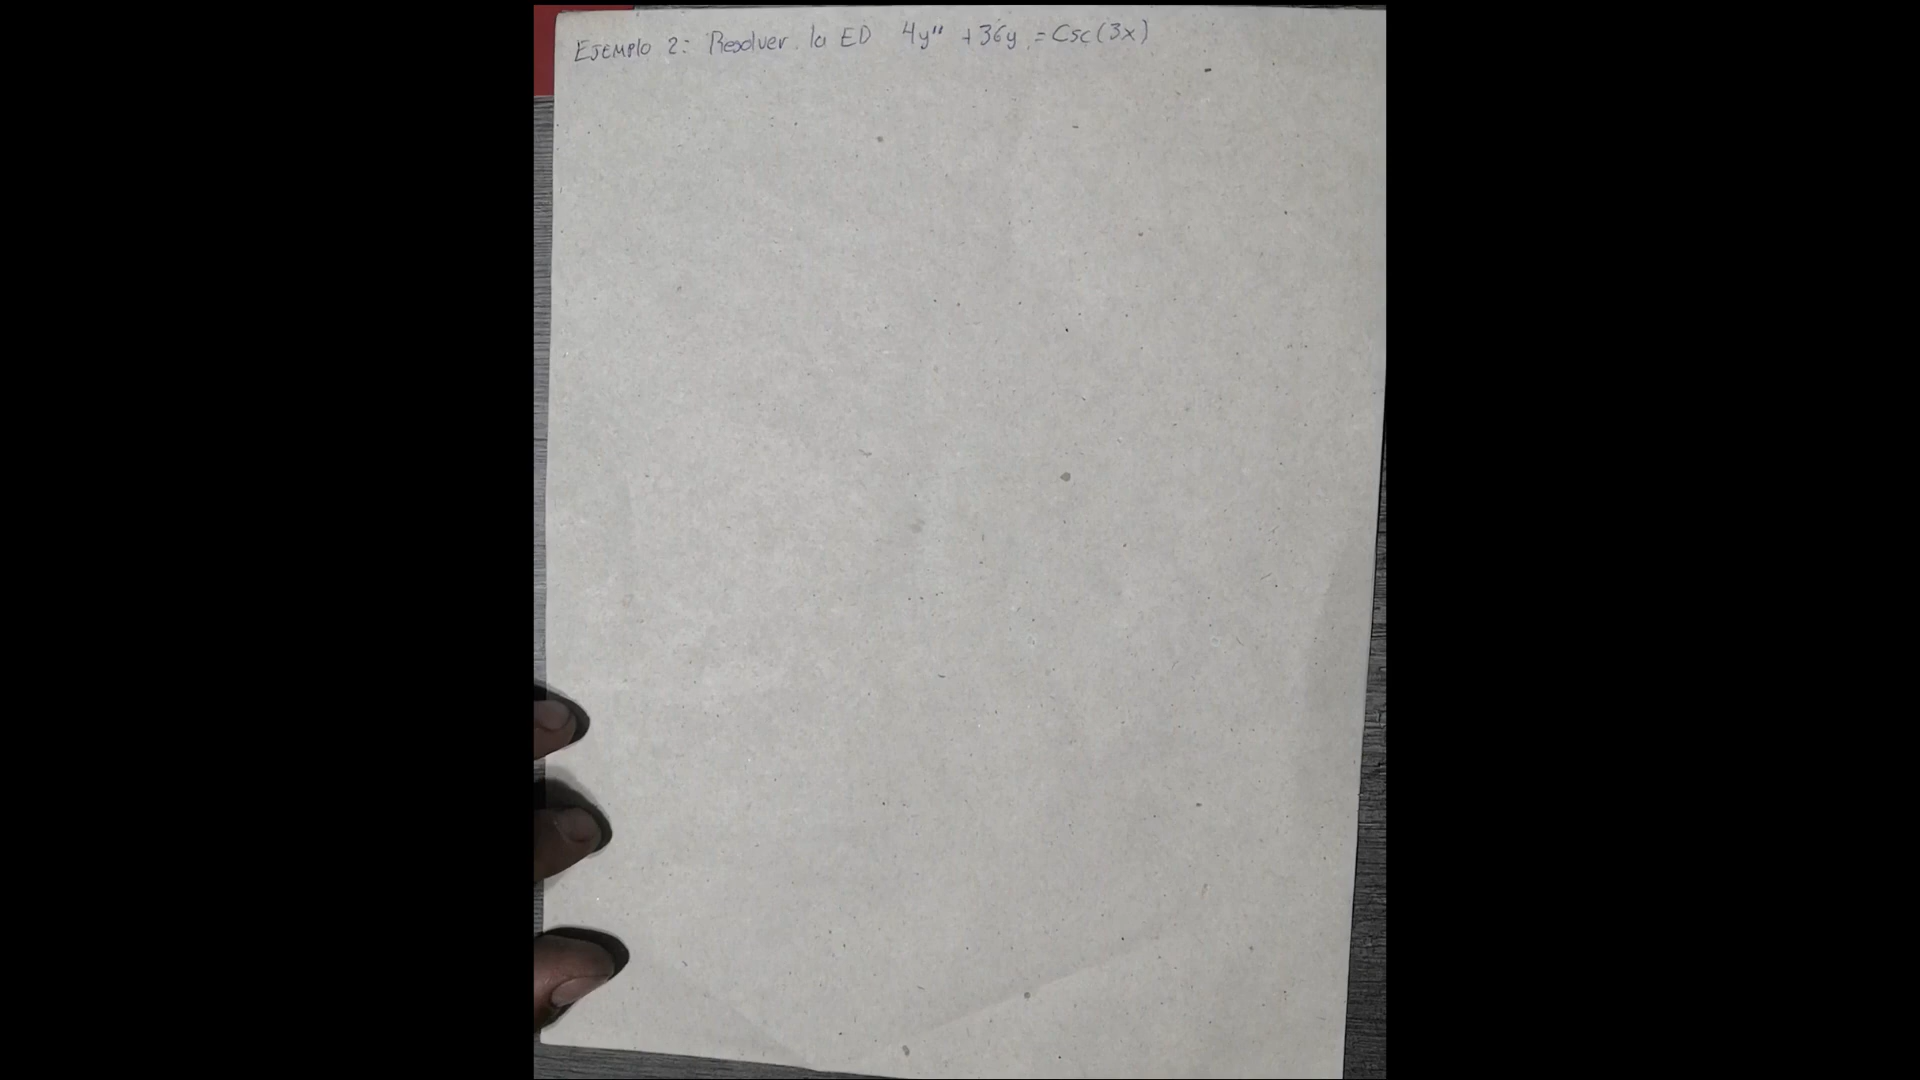 EJEMPLO 2: Resolver la ED 4y'' +36y = Csc(3x)